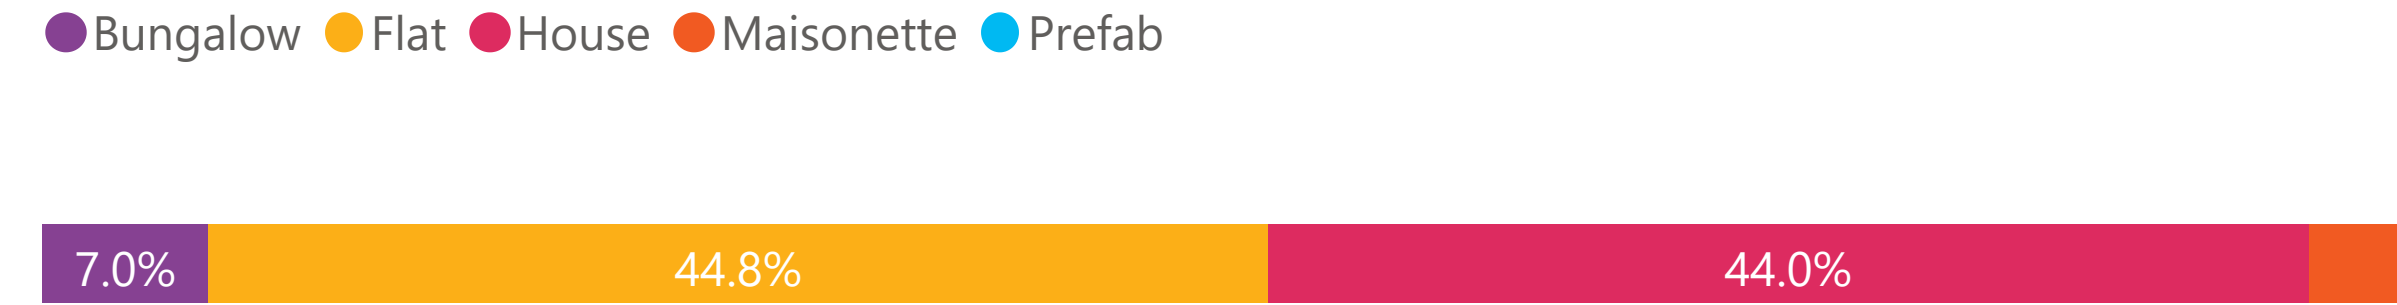 Bungalow Flat House Maisonette Prefab
7.0% 44.8% 44.0%